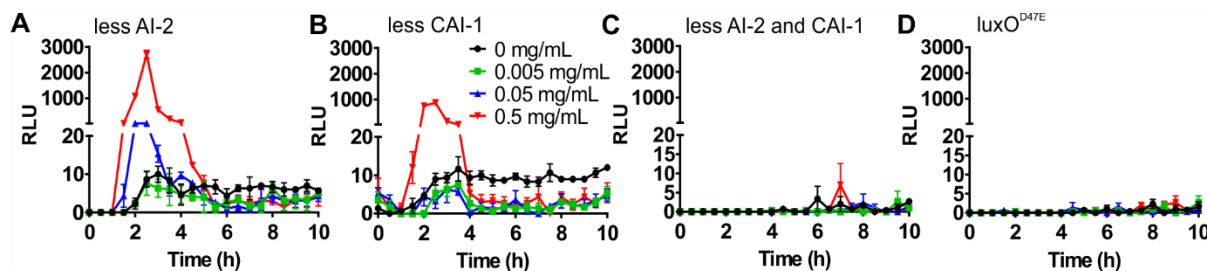 A less AI-2
B less CAI-1
C less AI-2 and CAI-1
D luxO^D47E
0 mg/mL
0.005 mg/mL
0.05 mg/mL
0.5 mg/mL
RLU
3000
2000
1000
20
10
0
0 2 4 6 8 10
Time (h)
RLU
3000
2000
1000
20
10
0
0 2 4 6 8 10
Time (h)
RLU
3000
2000
1000
20
15
10
5
0
0 2 4 6 8 10
Time (h)
RLU
3000
2000
1000
20
15
10
5
0
0 2 4 6 8 10
Time (h)